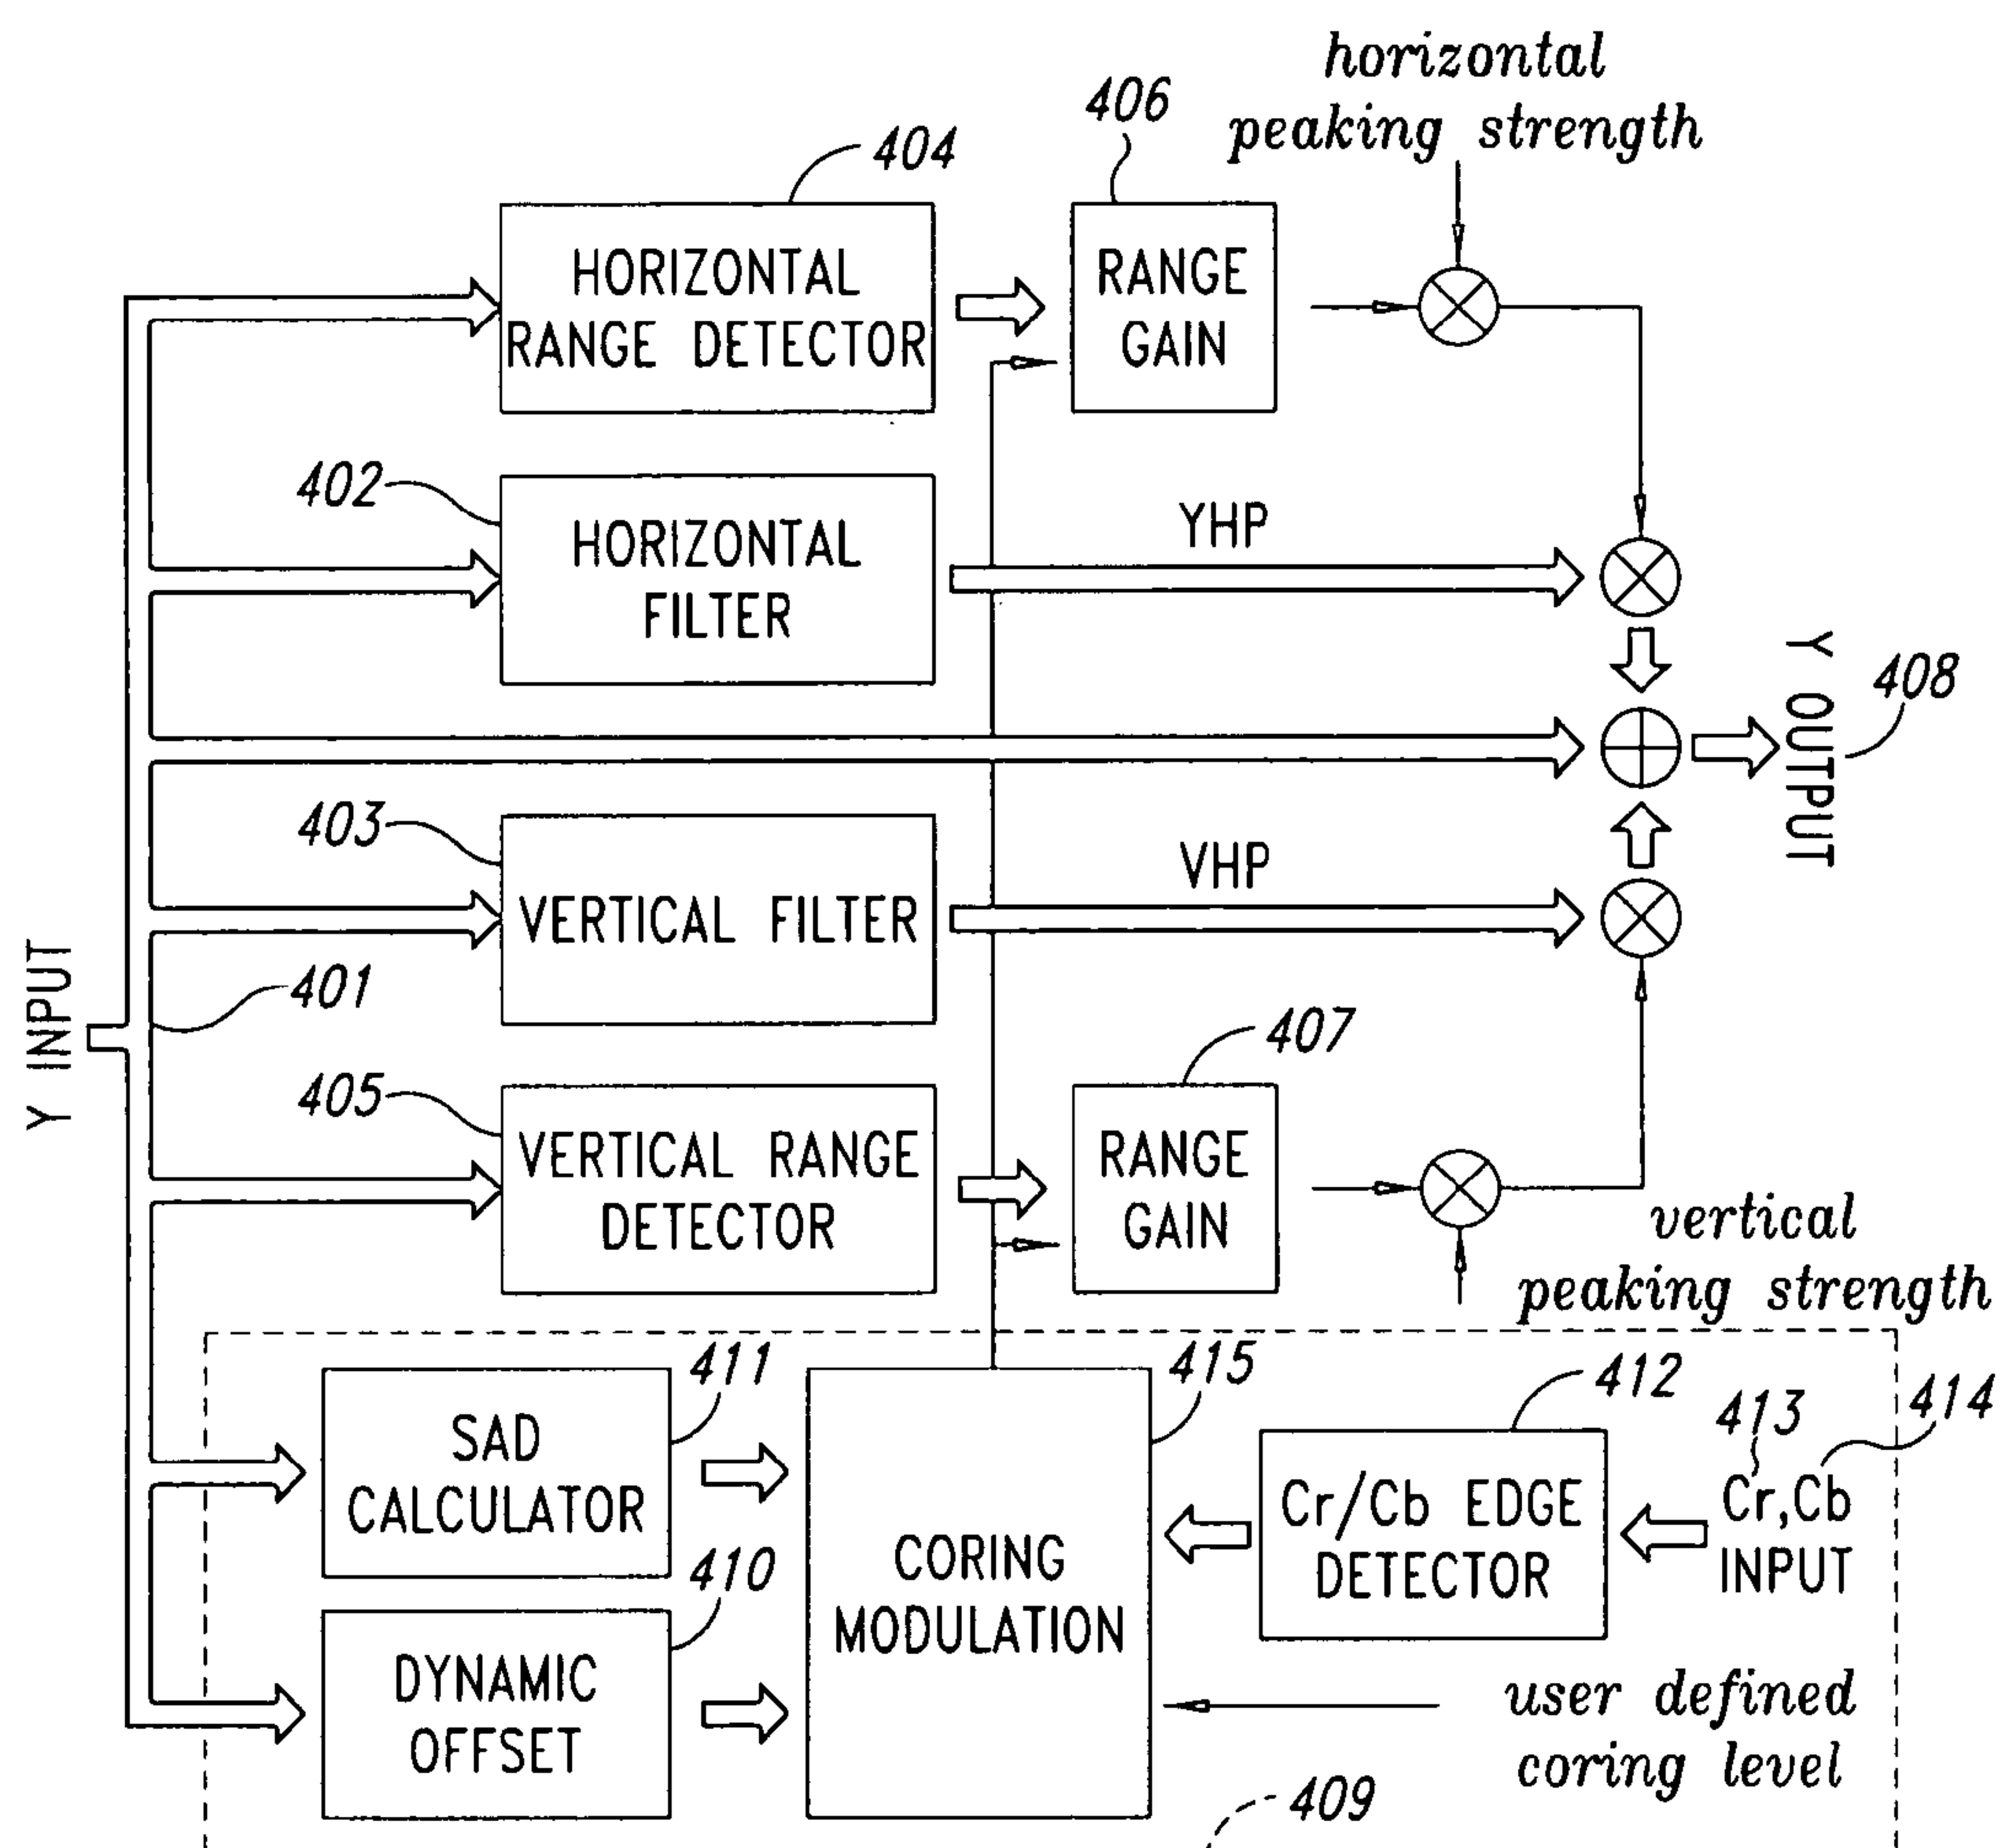 horizontal
peaking strength
406
404
HORIZONTAL
RANGE DETECTOR
RANGE
GAIN
402
HORIZONTAL
FILTER
YHP
Y OUTPUT
408
403
VERTICAL FILTER
VHP
Y INPUT
401
407
405
VERTICAL RANGE
DETECTOR
RANGE
GAIN
vertical
peaking strength
411
415
412
413
414
SAD
CALCULATOR
CORING
MODULATION
Cr/Cb EDGE
DETECTOR
Cr,Cb
INPUT
410
DYNAMIC
OFFSET
user defined
coring level
409